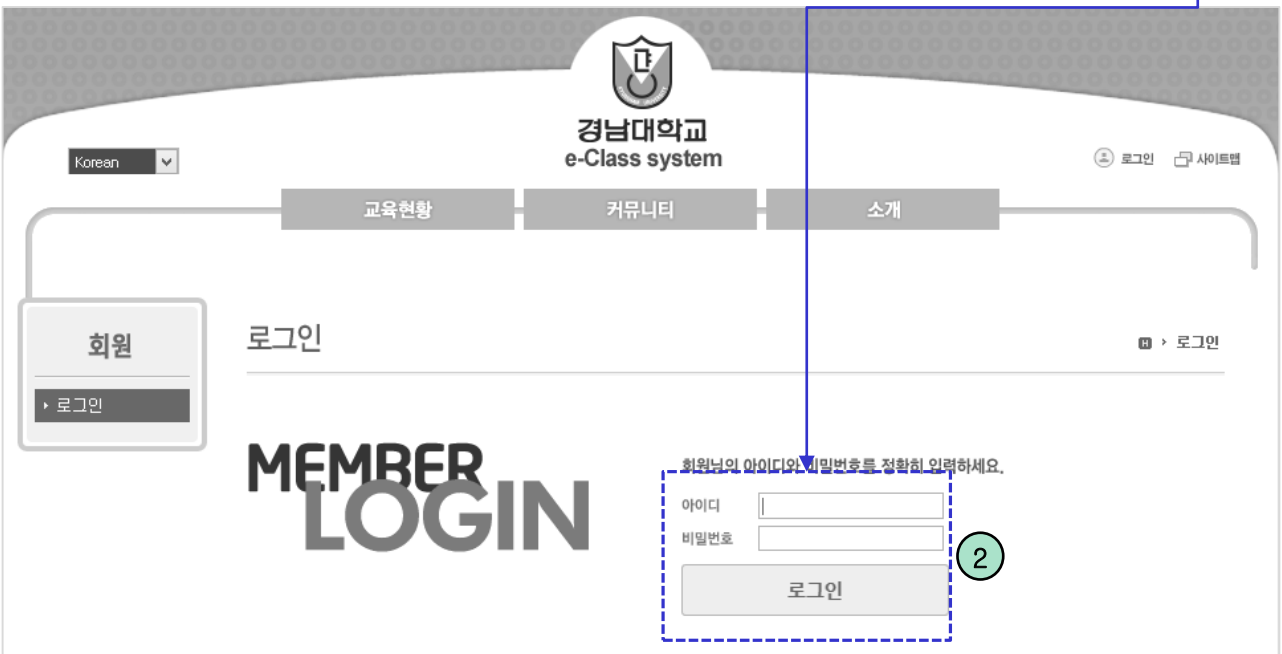 경남대학교
e-Class system
Korean
로그인
사이트맵
교육현황
커뮤니티
소개
회원
로그인
로그인
H > 로그인
MEMBER
LOGIN
회원님의 아이디와 비밀번호를 정확히 입력하세요.
아이디
비밀번호
2
로그인